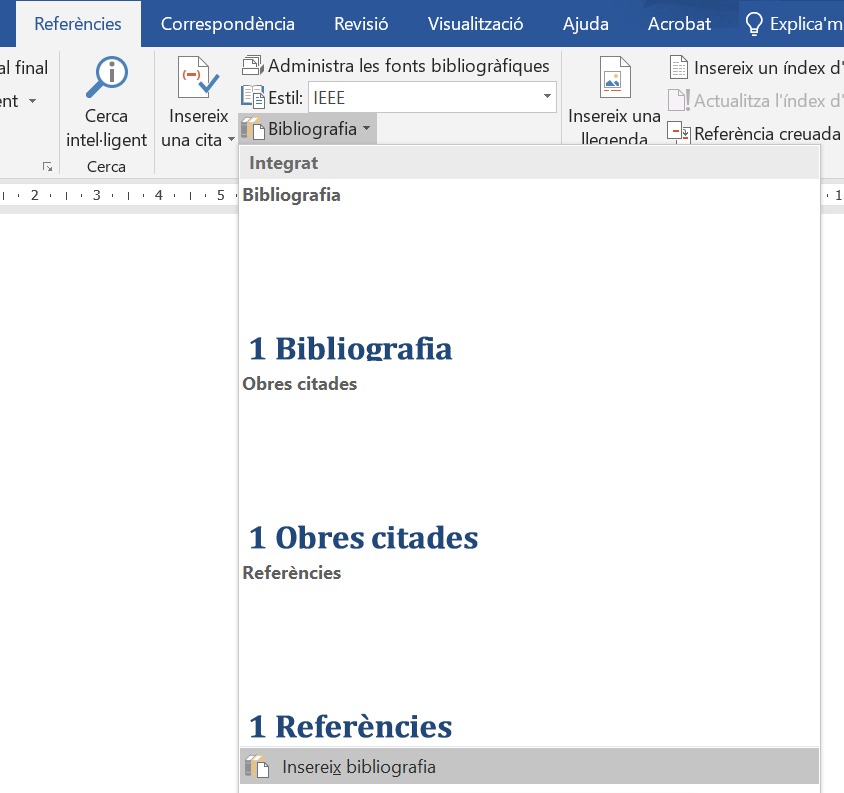 Referències Correspondència Revisió Visualització Ajuda Acrobat Explica'm
al final
ent
Cerca
intel·ligent
Cerca
Insereix
una cita
Administra les fonts bibliogràfiques
Estil: IEEE
Bibliografia
Insereix una
llegenda
Insereix un índex d'
Actualitza l'índex d'
Referència creuada
2 3 4 5 1
Integrat
Bibliografia
1 Bibliografia
Obres citades
1 Obres citades
Referències
1 Referències
Insereix bibliografia